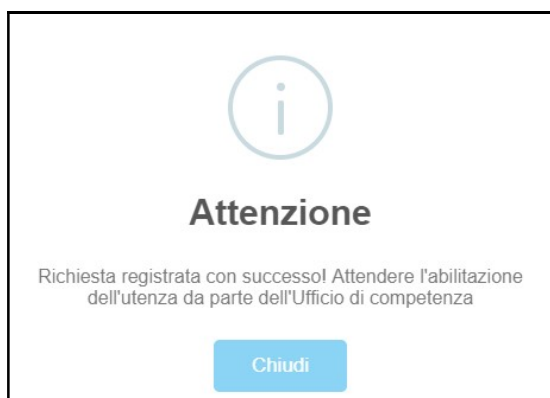 Attenzione
Richiesta registrata con successo! Attendere l'abilitazione
dell'utenza da parte dell'Ufficio di competenza
Chiudi